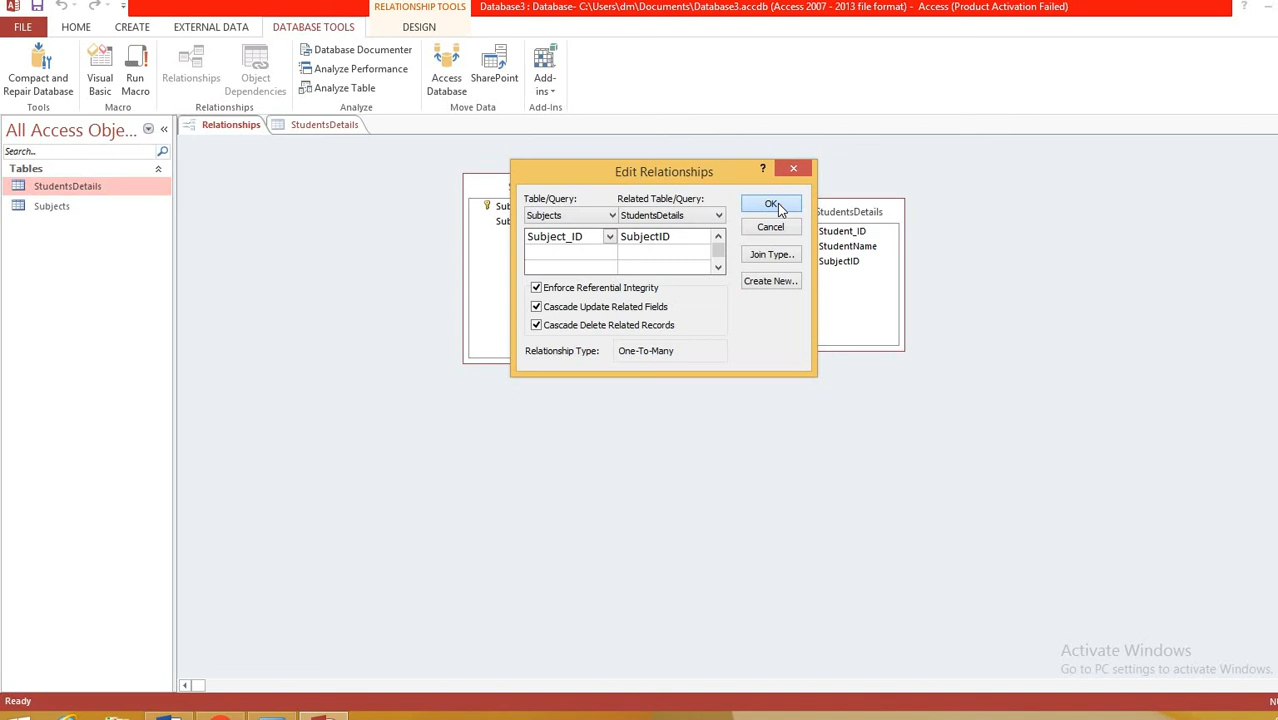 RELATIONSHIP TOOLS
Database3 : Database- C:\Users\dm\Documents\Database3.accdb (Access 2007 - 2013 file format) - Access (Product Activation Failed)
?
FILE HOME CREATE EXTERNAL DATA DATABASE TOOLS DESIGN
Compact and Repair Database
Visual Basic
Run Macro
Relationships
Object Dependencies
Database Documenter
Analyze Performance
Analyze Table
Access Database
SharePoint
Add-ins
Tools Macro Relationships Analyze Move Data Add-Ins
All Access Obje...
Search...
Tables
StudentsDetails
Subjects
Relationships StudentsDetails
Edit Relationships
?
Table/Query: Related Table/Query:
Subjects StudentsDetails
Subject_ID SubjectID
OK
Cancel
Join Type..
Create New..
Enforce Referential Integrity
Cascade Update Related Fields
Cascade Delete Related Records
Relationship Type: One-To-Many
StudentsDetails
Student_ID
StudentName
SubjectID
Activate Windows
Go to PC settings to activate Windows.
Ready